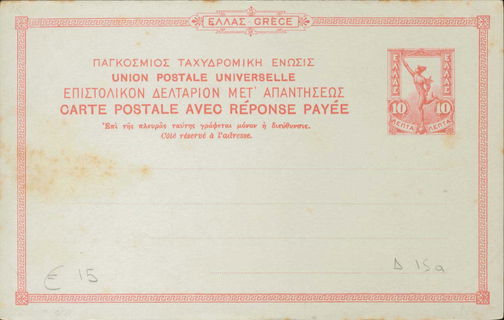 ΕΛΛΑΣ GRÈCE
ΠΑΓΚΟΣΜΙΟΣ ΤΑΧΥΔΡΟΜΙΚΗ ΕΝΩΣΙΣ
UNION POSTALE UNIVERSELLE
ΕΠΙΣΤΟΛΙΚΟΝ ΔΕΛΤΑΡΙΟΝ ΜΕΤ' ΑΠΑΝΤΗΣΕΩΣ
CARTE POSTALE AVEC RÉPONSE PAYÉE
Ἐπὶ τῆς πλευρᾶς ταύτης γράφεται μόνον ἡ διεύθυνσις.
Côté réservé à l'adresse.
ΕΛΛΑΣ ΕΛΛΑΣ
10 10
ΛΕΠΤΑ ΛΕΠΤΑ
€ 15
Δ 15a